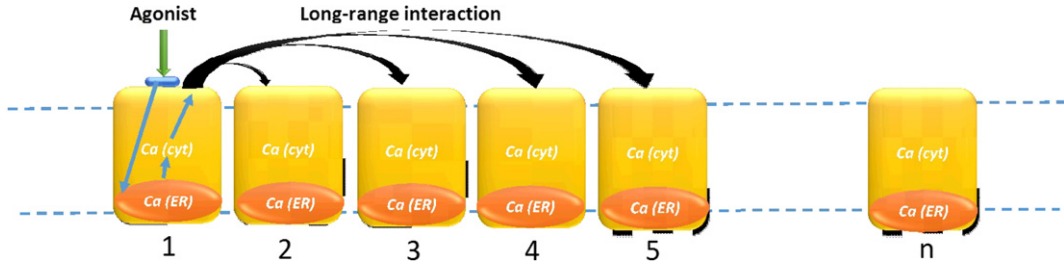 Agonist Long-range interaction
Ca (cyt) Ca (cyt) Ca (cyt) Ca (cyt) Ca (cyt) Ca (cyt)
Ca (ER) Ca (ER) Ca (ER) Ca (ER) Ca (ER) Ca (ER)
1 2 3 4 5 n